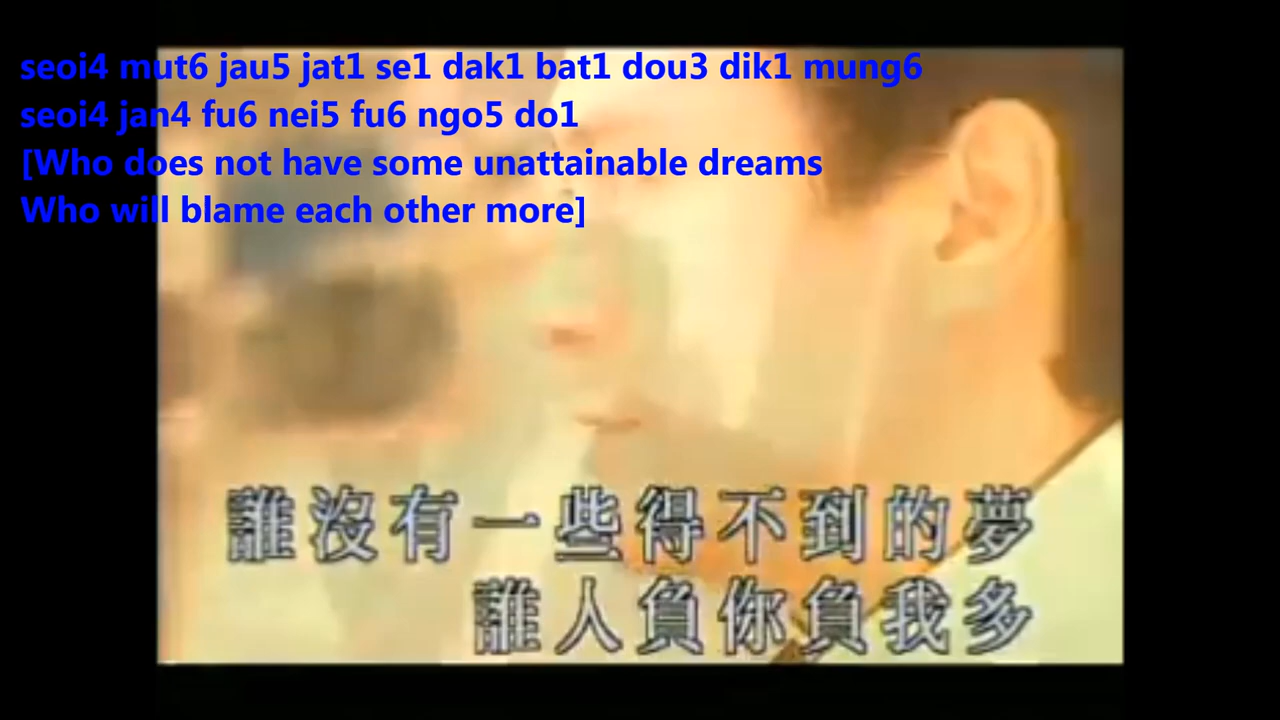 seoi4 mut6 jau5 jat1 se1 dak1 bat1 dou3 dik1 mung6
seoi4 jan4 fu6 nei5 fu6 ngo5 do1
[Who does not have some unattainable dreams
Who will blame each other more]
誰沒有一些得不到的夢
誰人負你負我多